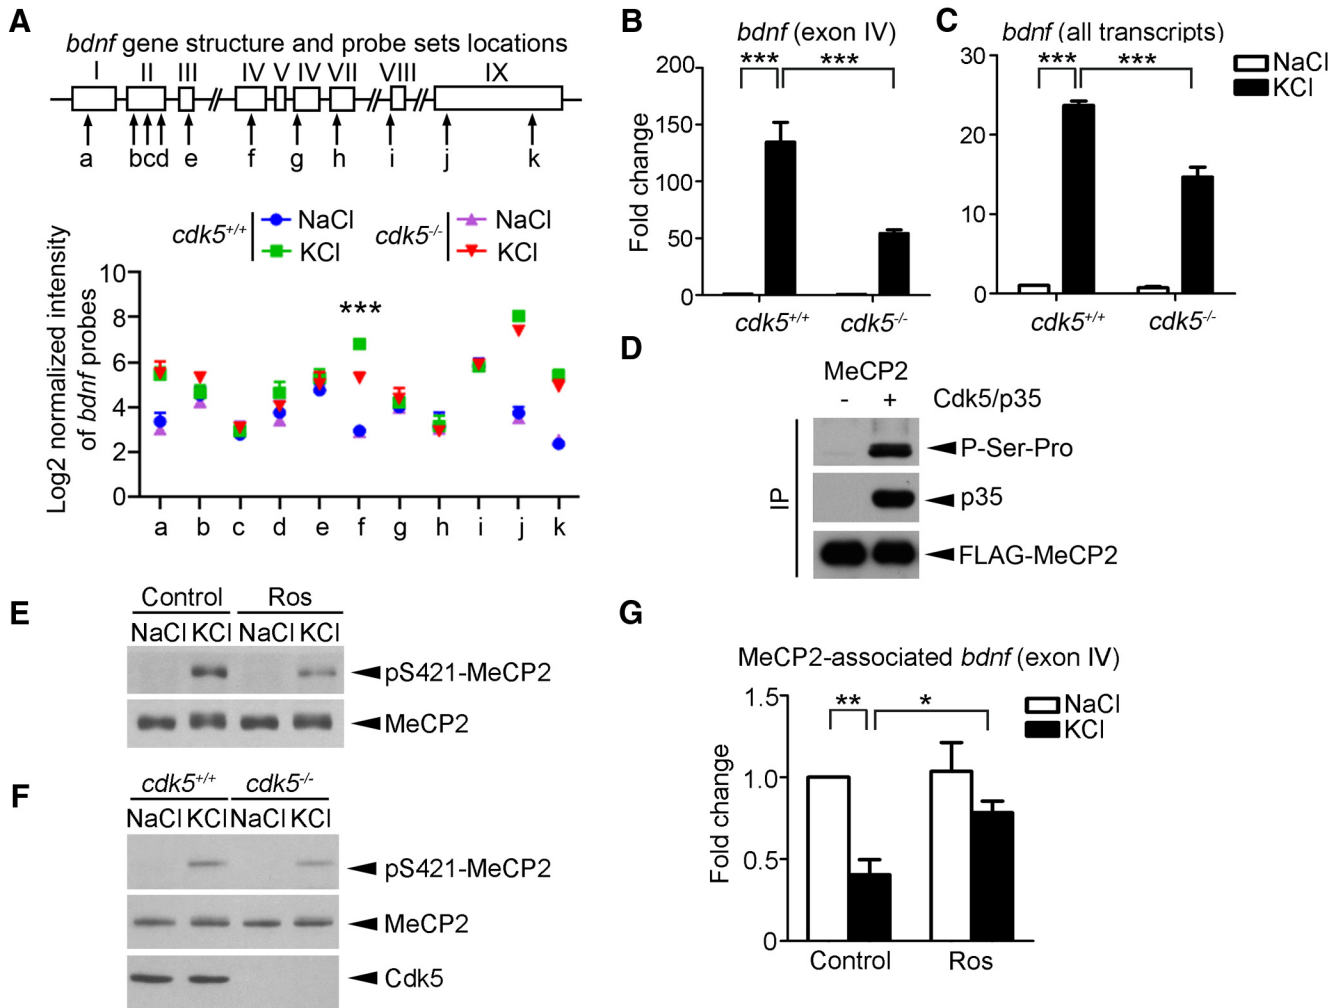 A
bdnf gene structure and probe sets locations
I II III IV V IV VII VIII IX
a bcd e f g h i j k
cdk5+/+ NaCl KCl
cdk5-/- NaCl KCl
Log2 normalized intensity
of bdnf probes
10
8
6
4
2
0
***
a b c d e f g h i j k
B
bdnf (exon IV)
*** ***
Fold change
200
150
100
50
0
cdk5+/+ cdk5-/-
C
bdnf (all transcripts)
*** ***
NaCl
KCl
30
20
10
0
cdk5+/+ cdk5-/-
D
MeCP2
- + Cdk5/p35
IP
P-Ser-Pro
p35
FLAG-MeCP2
E
Control Ros
NaCl KCl NaCl KCl
pS421-MeCP2
MeCP2
F
cdk5+/+ cdk5-/-
NaCl KCl NaCl KCl
pS421-MeCP2
MeCP2
Cdk5
G
MeCP2-associated bdnf (exon IV)
** *
NaCl
KCl
Fold change
1.5
1.0
0.5
0
Control Ros